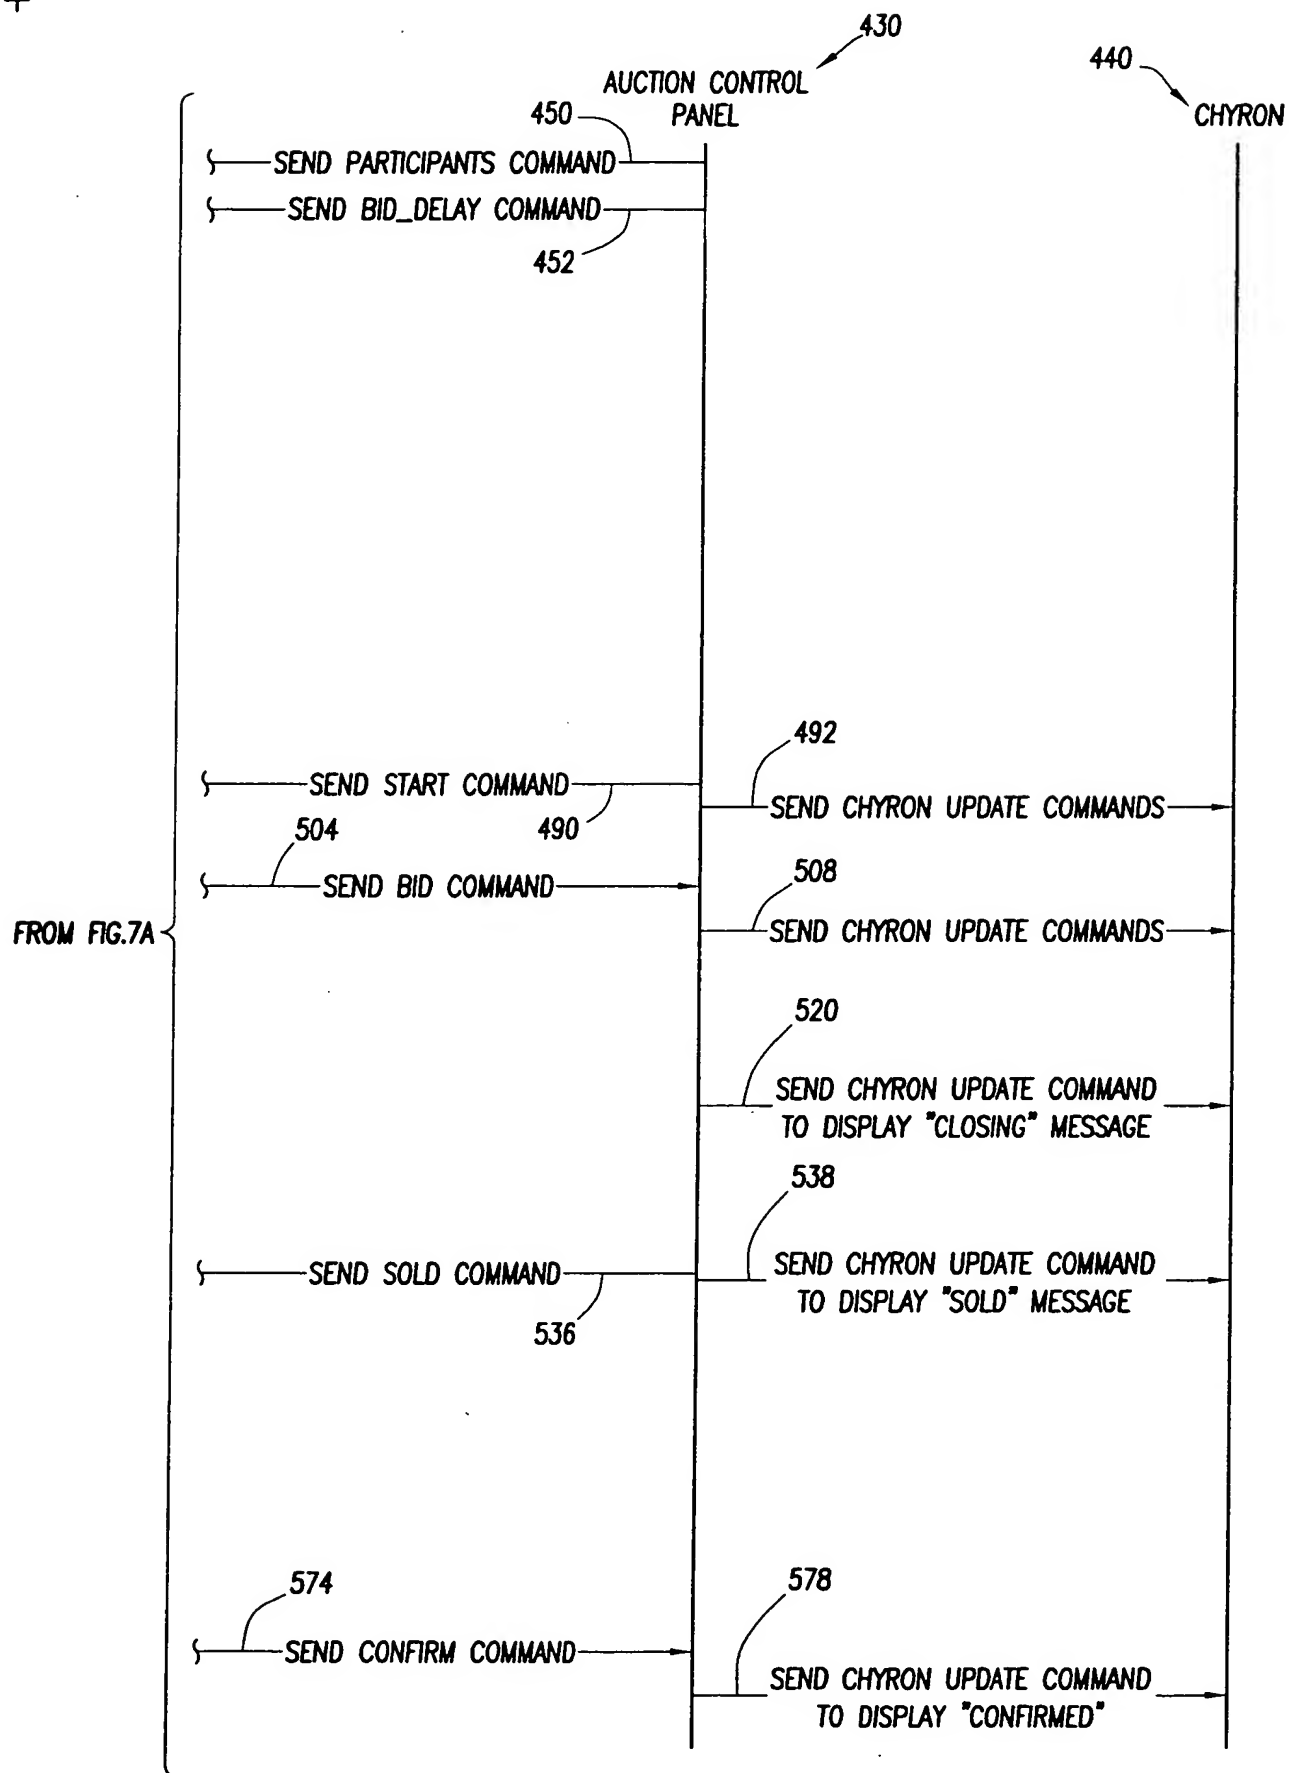 430
440
AUCTION CONTROL
PANEL
CHYRON
450
SEND PARTICIPANTS COMMAND
SEND BID_DELAY COMMAND
452
492
SEND START COMMAND
SEND CHYRON UPDATE COMMANDS
490
504
SEND BID COMMAND
508
SEND CHYRON UPDATE COMMANDS
FROM FIG.7A
520
SEND CHYRON UPDATE COMMAND
TO DISPLAY "CLOSING" MESSAGE
538
SEND SOLD COMMAND
SEND CHYRON UPDATE COMMAND
TO DISPLAY "SOLD" MESSAGE
536
574
578
SEND CONFIRM COMMAND
SEND CHYRON UPDATE COMMAND
TO DISPLAY "CONFIRMED"